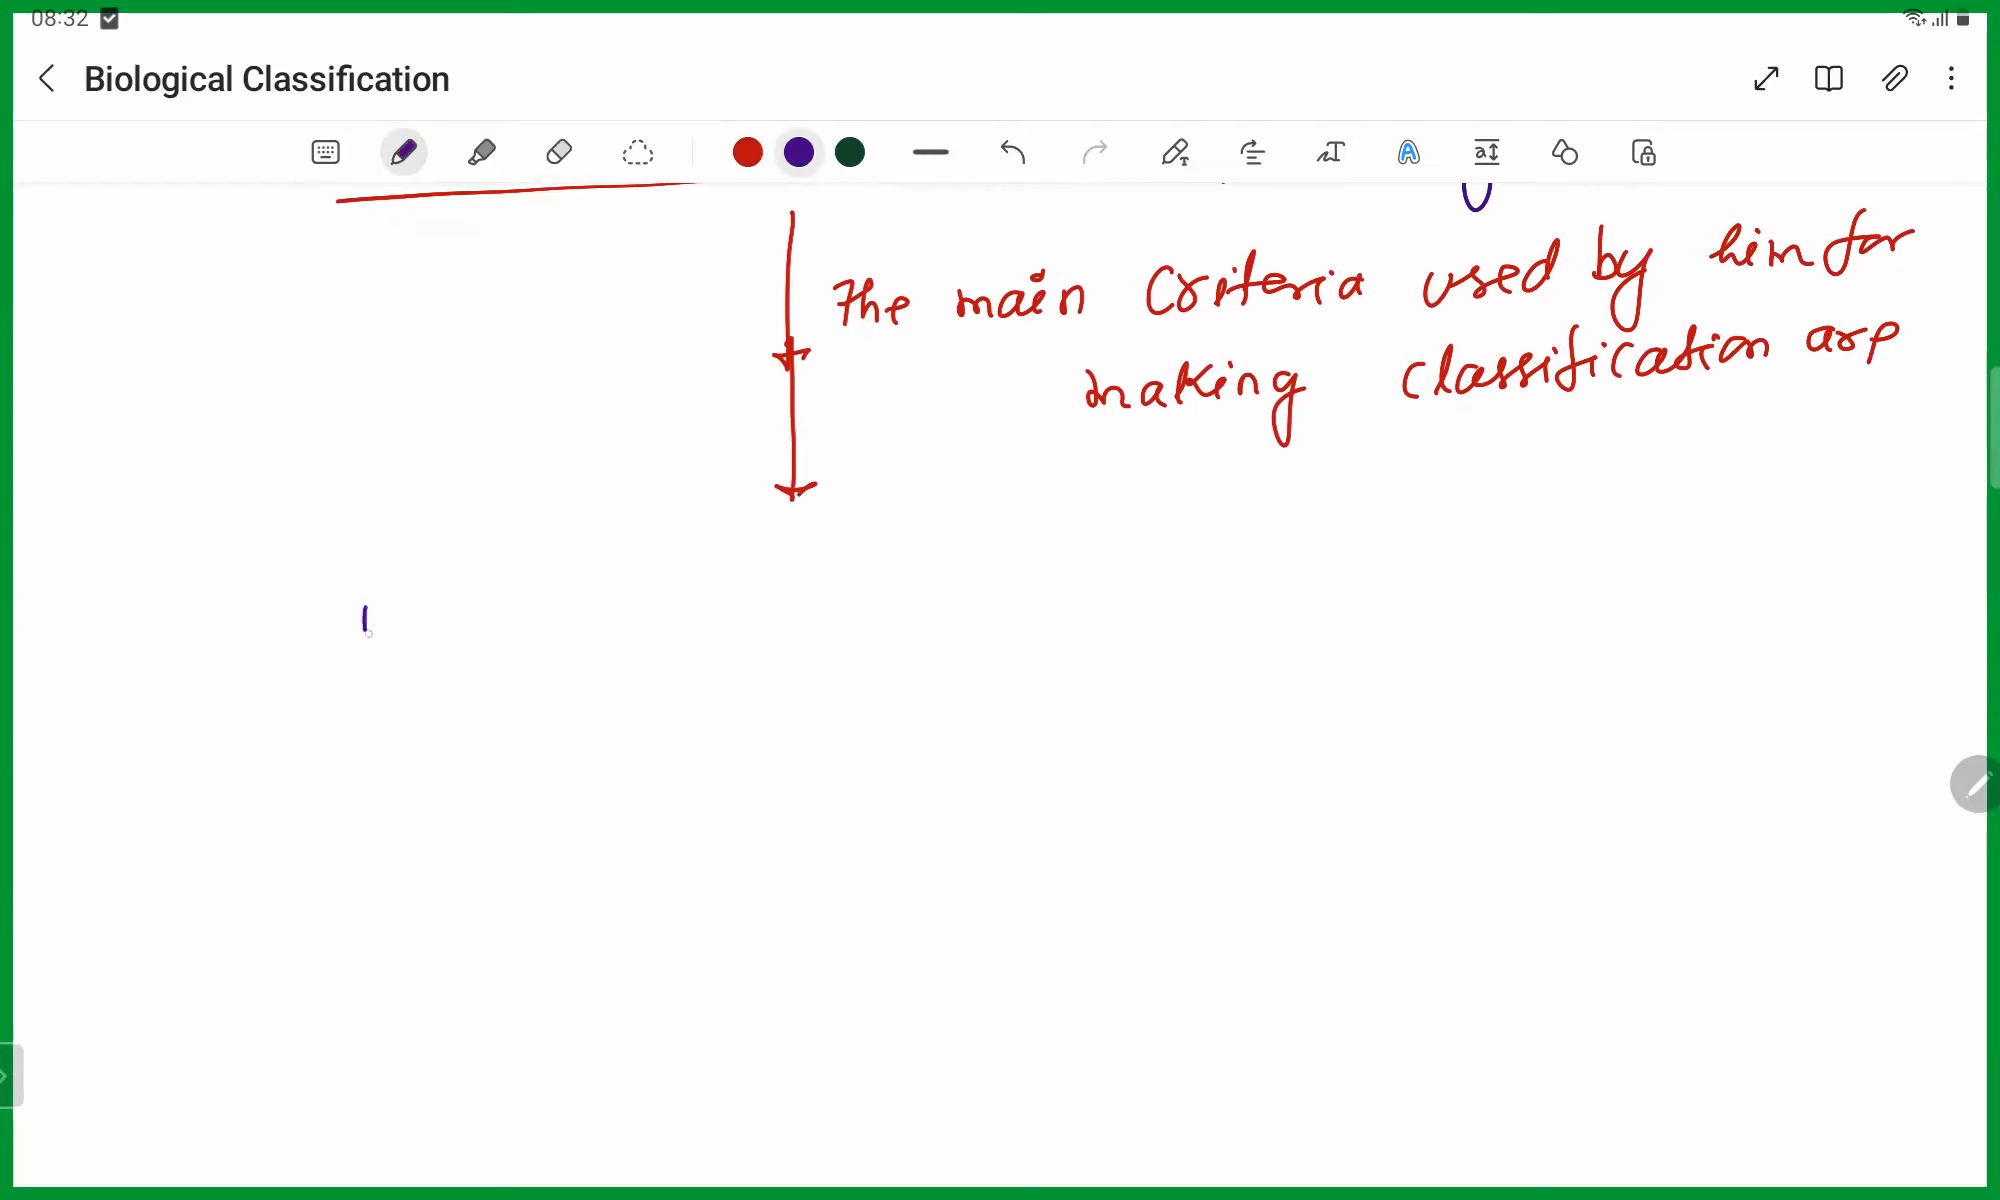 08:32
Biological Classification
The main Criteria used by him for
making classification are